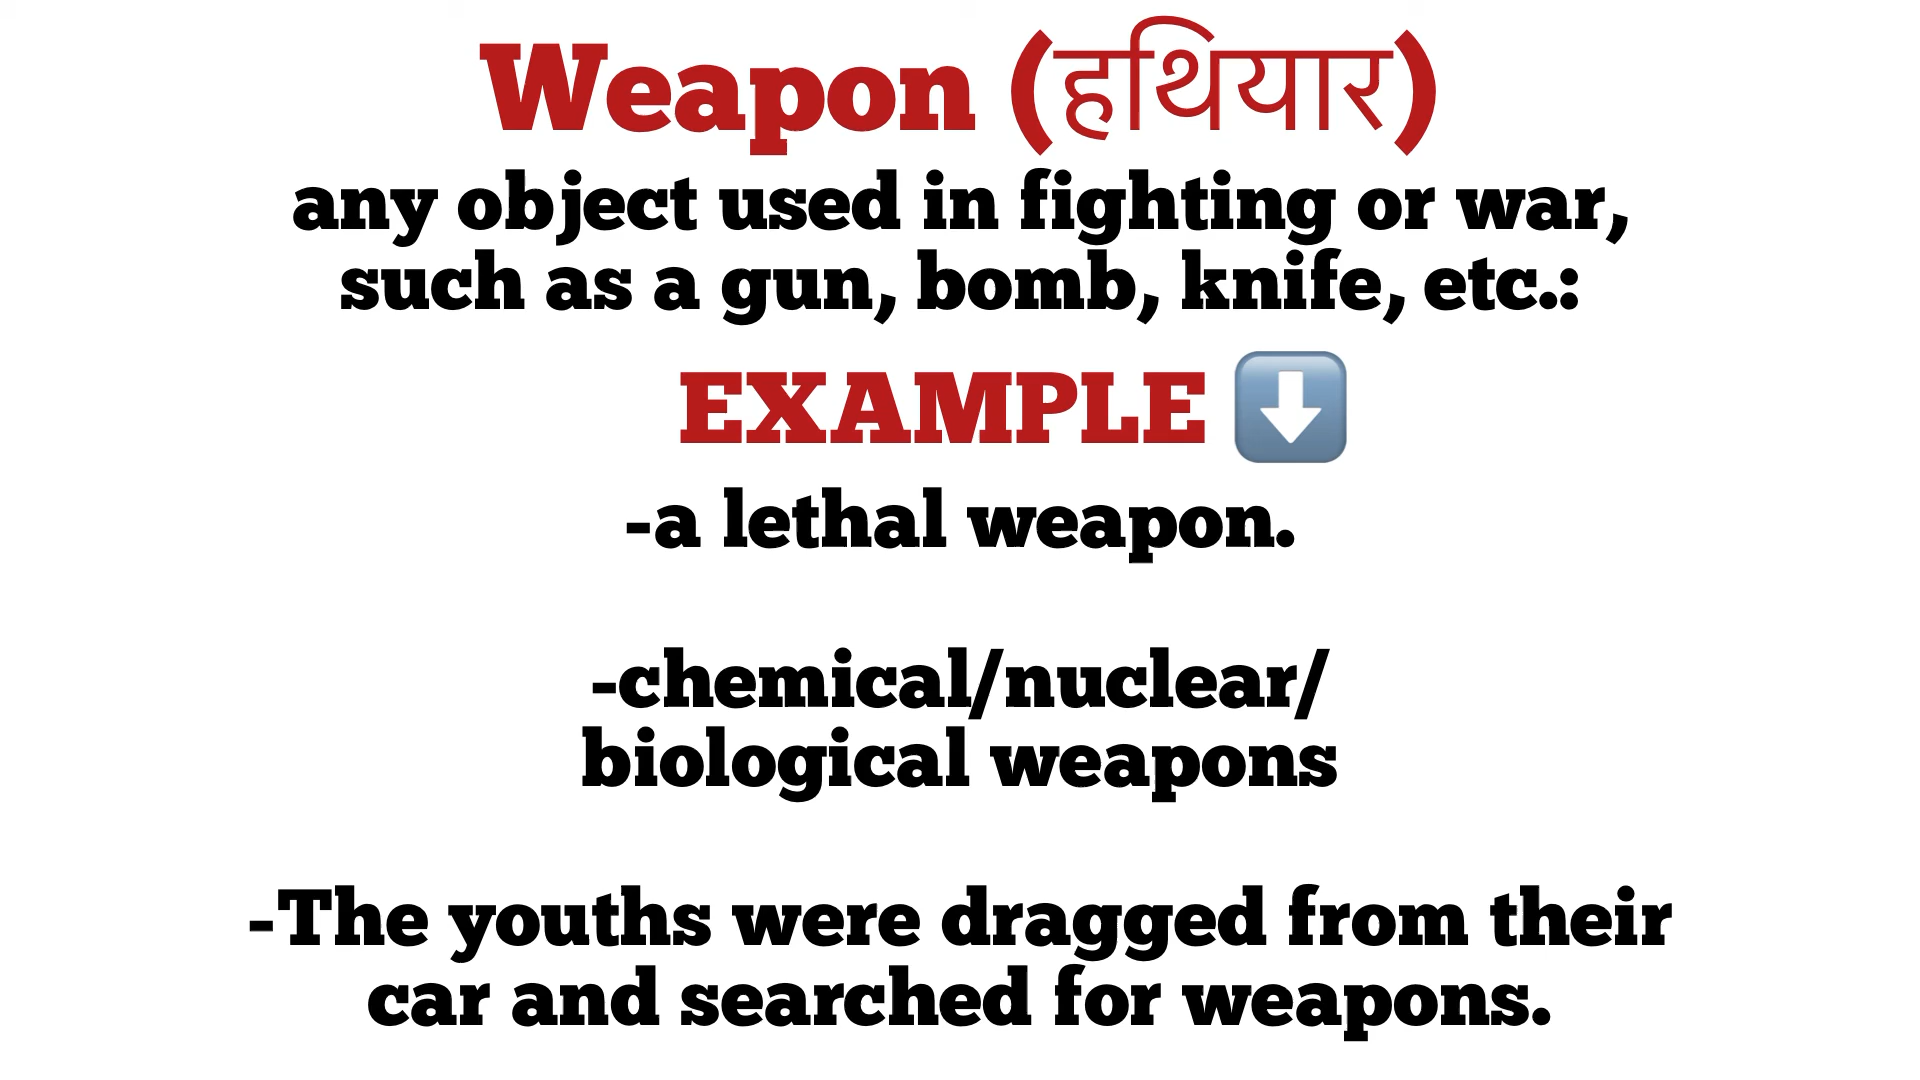 Weapon (हथियार)
any object used in fighting or war,
such as a gun, bomb, knife, etc.:
EXAMPLE ⬇️
-a lethal weapon.
-chemical/nuclear/
biological weapons
-The youths were dragged from their
car and searched for weapons.